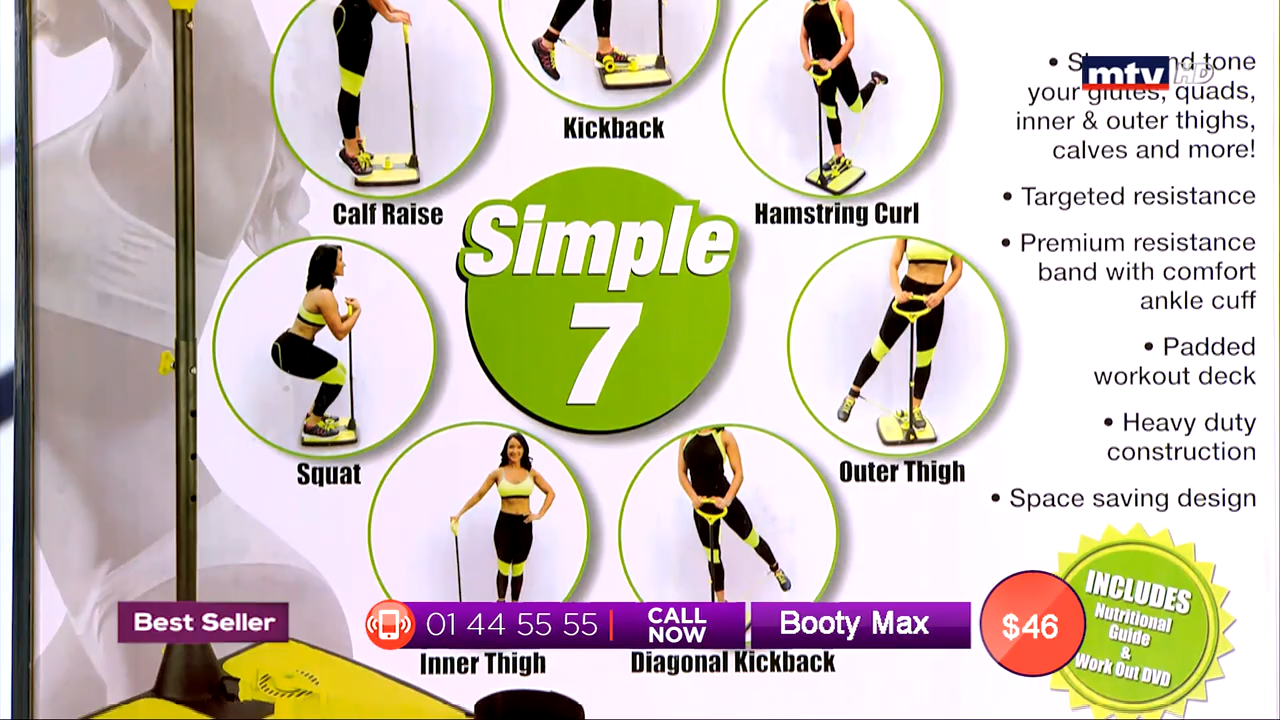 Kickback
Calf Raise
Hamstring Curl
Simple
7
Squat
Outer Thigh
Inner Thigh
Diagonal Kickback
mtv HD
• nd tone
your glutes, quads,
inner & outer thighs,
calves and more!
• Targeted resistance
• Premium resistance
band with comfort
ankle cuff
• Padded
workout deck
• Heavy duty
construction
• Space saving design
INCLUDES
Nutritional
Guide
&
Work Out DVD
Best Seller
01 44 55 55
CALL
NOW
Booty Max
$46